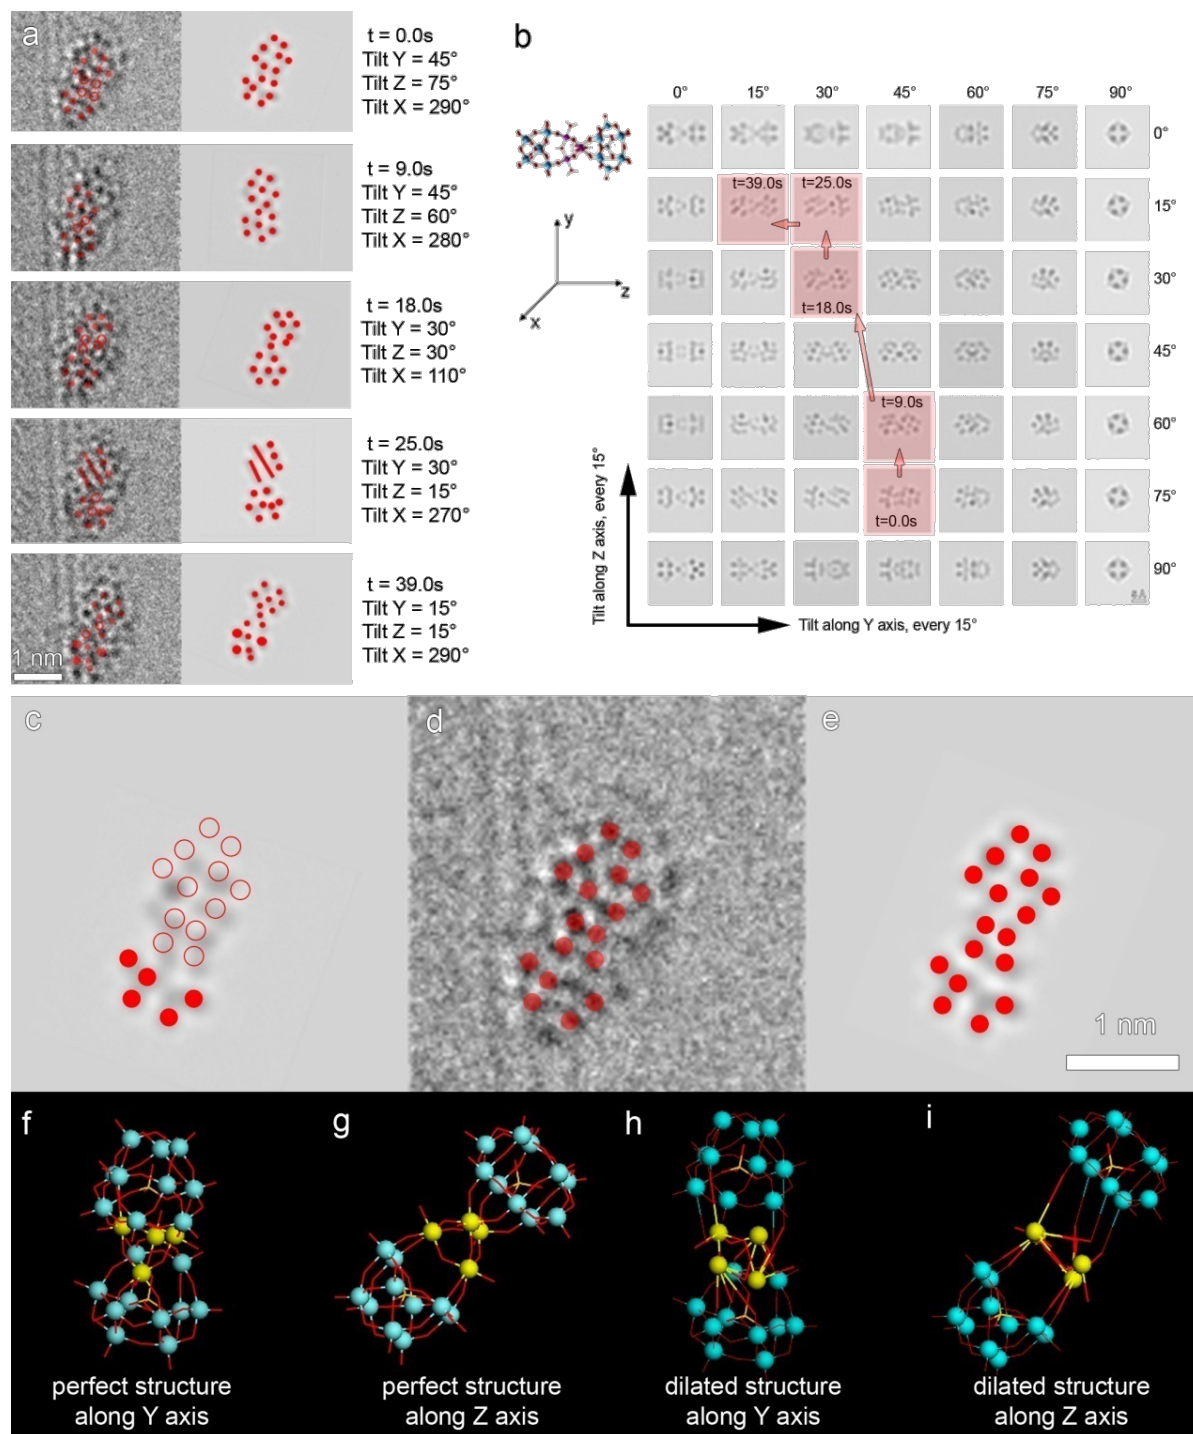 a
t = 0.0s
Tilt Y = 45°
Tilt Z = 75°
Tilt X = 290°
t = 9.0s
Tilt Y = 45°
Tilt Z = 60°
Tilt X = 280°
t = 18.0s
Tilt Y = 30°
Tilt Z = 30°
Tilt X = 110°
t = 25.0s
Tilt Y = 30°
Tilt Z = 15°
Tilt X = 270°
t = 39.0s
Tilt Y = 15°
Tilt Z = 15°
Tilt X = 290°
1 nm
b
y
z
x
0° 15° 30° 45° 60° 75° 90°
0°
t=39.0s t=25.0s
15°
30°
t=18.0s
45°
t=9.0s
60°
75°
t=0.0s
90°
5Å
Tilt along Z axis, every 15°
Tilt along Y axis, every 15°
c
d
e
1 nm
f
g
h
i
perfect structure
along Y axis
perfect structure
along Z axis
dilated structure
along Y axis
dilated structure
along Z axis